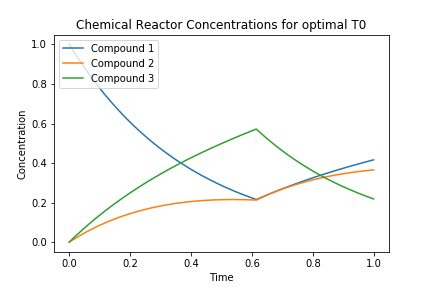 Chemical Reactor Concentrations for optimal T0
Compound 1
Compound 2
Compound 3
Concentration
1.0
0.8
0.6
0.4
0.2
0.0
0.0 0.2 0.4 0.6 0.8 1.0
Time